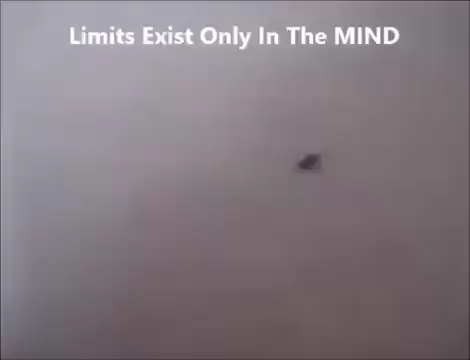 Limits Exist Only In The MIND